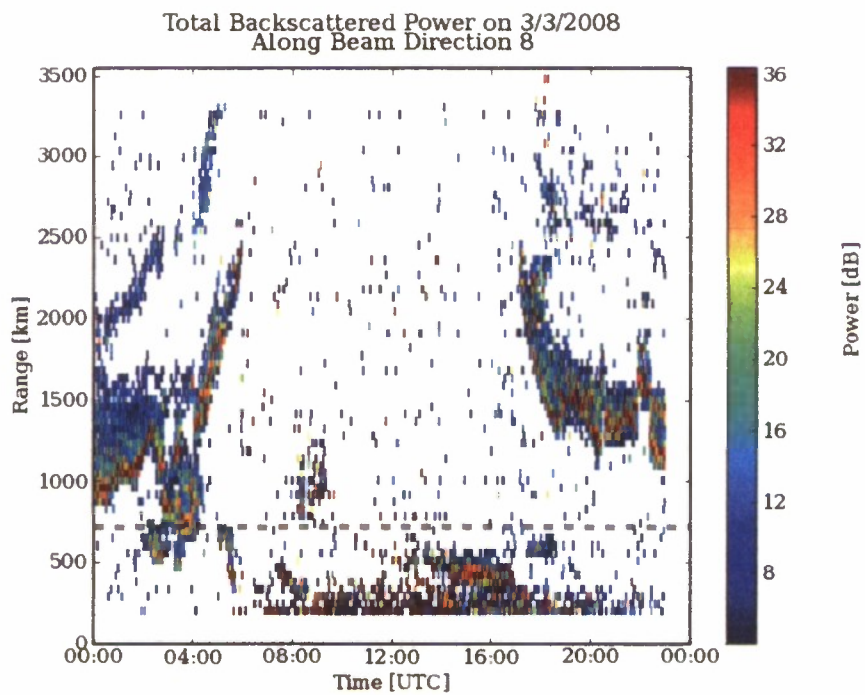 Total Backscattered Power on 3/3/2008
Along Beam Direction 8
3500
3000
2500
2000
1500
1000
500
0
Range [km]
00:00 04:00 08:00 12:00 16:00 20:00 00:00
Time [UTC]
36
32
28
24
20
16
12
8
Power [dB]